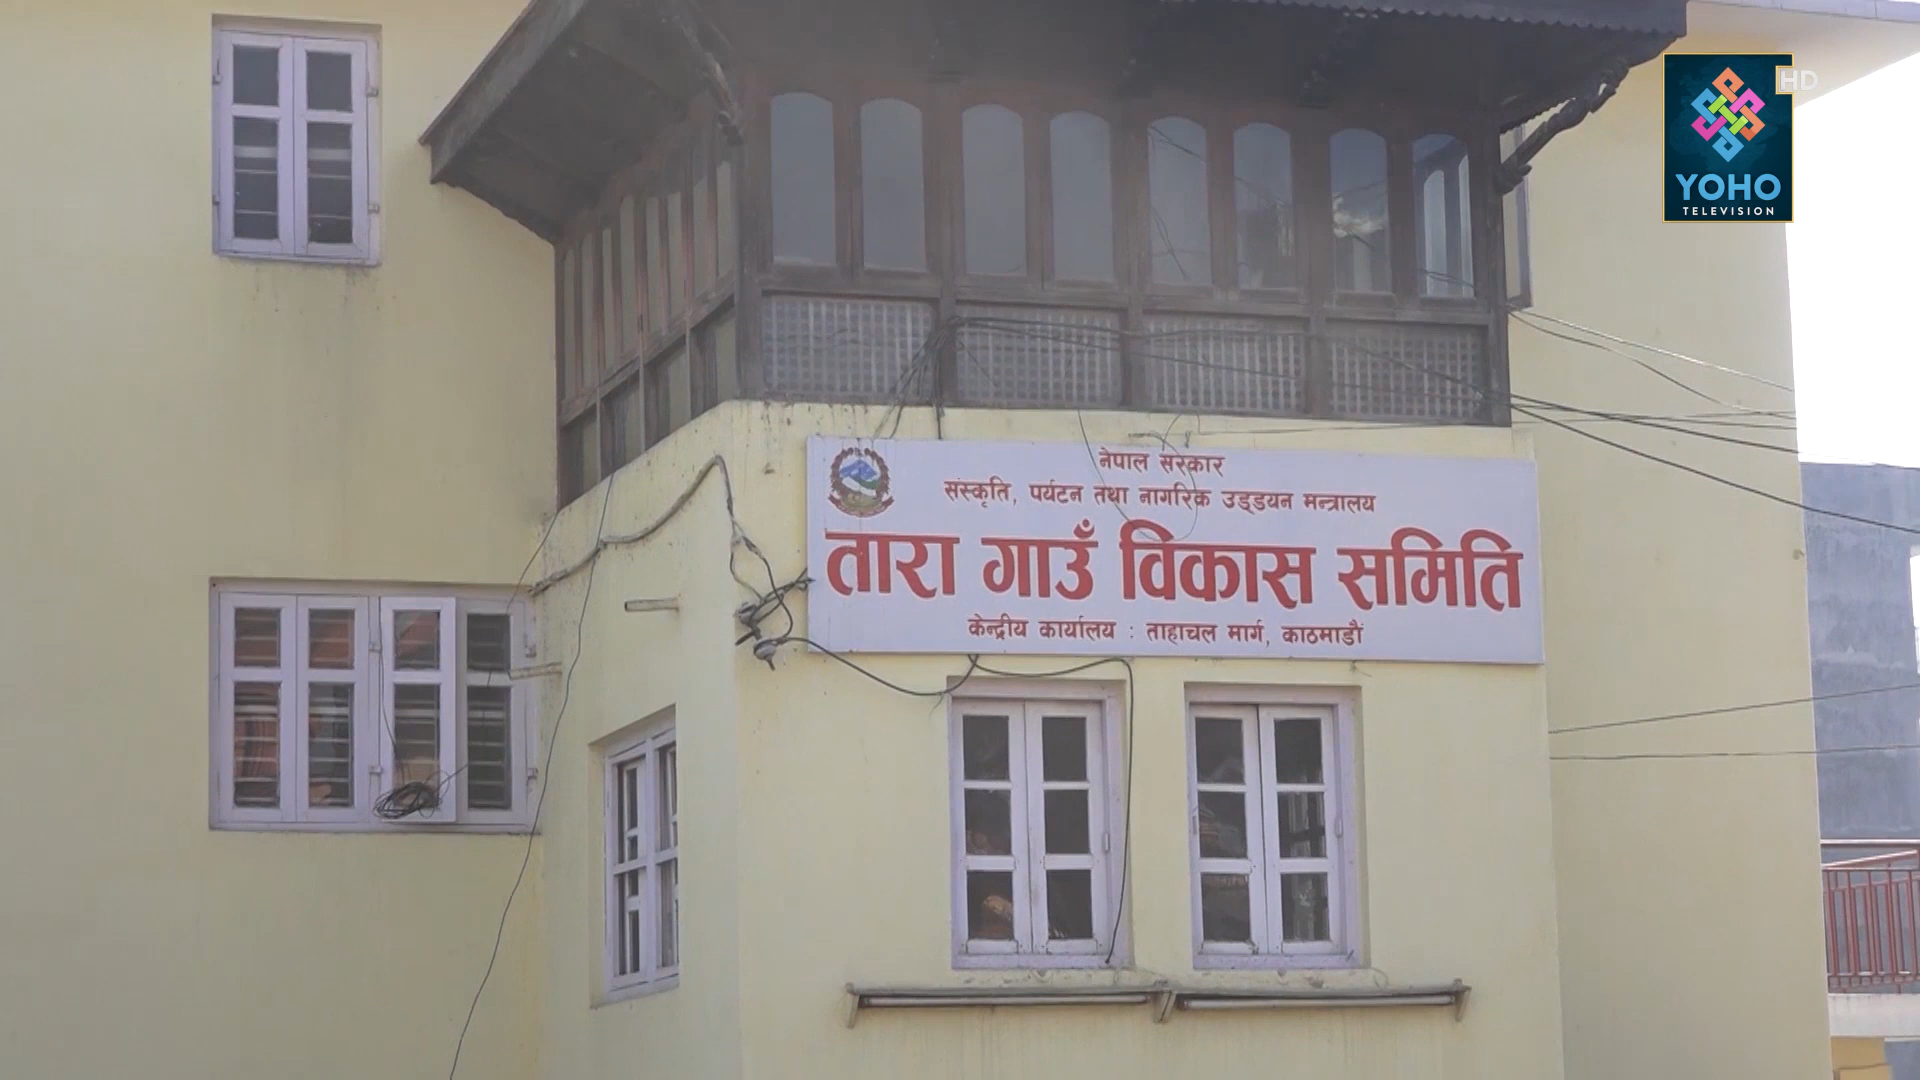 HD
YOHO
TELEVISION
नेपाल सरकार
संस्कृति, पर्यटन तथा नागरिक उड्डयन मन्त्रालय
तारा गाउँ विकास समिति
केन्द्रीय कार्यालय : ताहाचल मार्ग, काठमाडौं